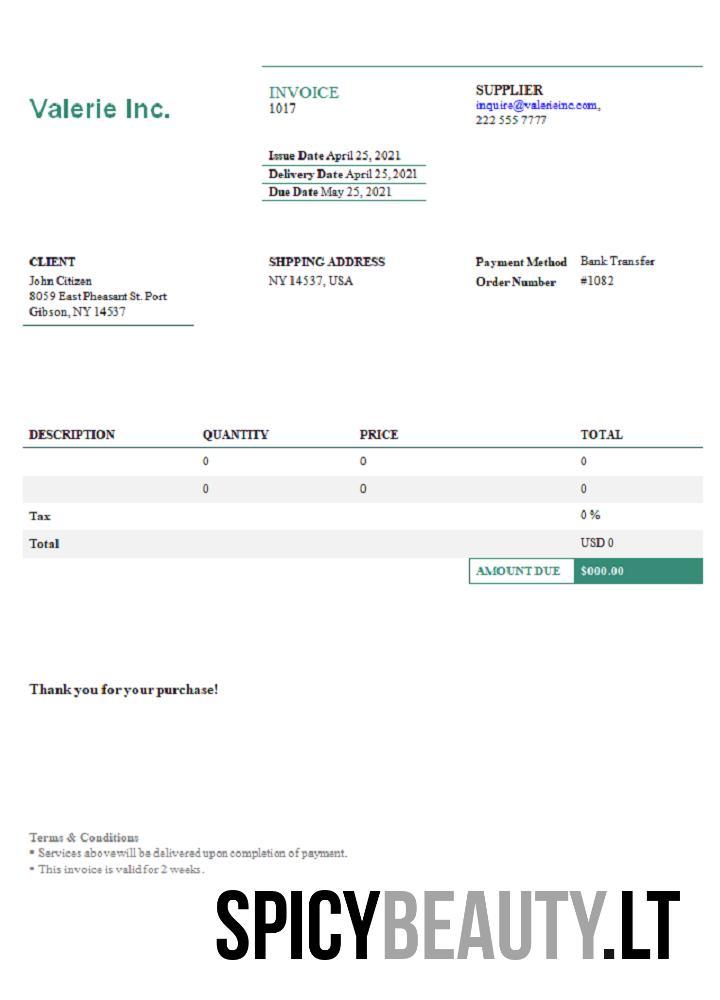 Valerie Inc.
INVOICE
1017
SUPPLIER
inquire@valerieinc.com,
222 555 7777
Issue Date April 25, 2021
Delivery Date April 25, 2021
Due Date May 25, 2021
CLIENT
John Citizen
8059 East Pheasant St. Port
Gibson, NY 14537
SHPPING ADDRESS
NY 14537, USA
Payment Method Bank Transfer
Order Number #1082
DESCRIPTION QUANTITY PRICE TOTAL
0 0 0
0 0 0
Tax 0 %
Total USD 0
AMOUNT DUE $000.00
Thank you for your purchase!
Terms & Conditions
▪ Services above will be delivered upon completion of payment.
▪ This invoice is valid for 2 weeks.
SPICYBEAUTY.LT